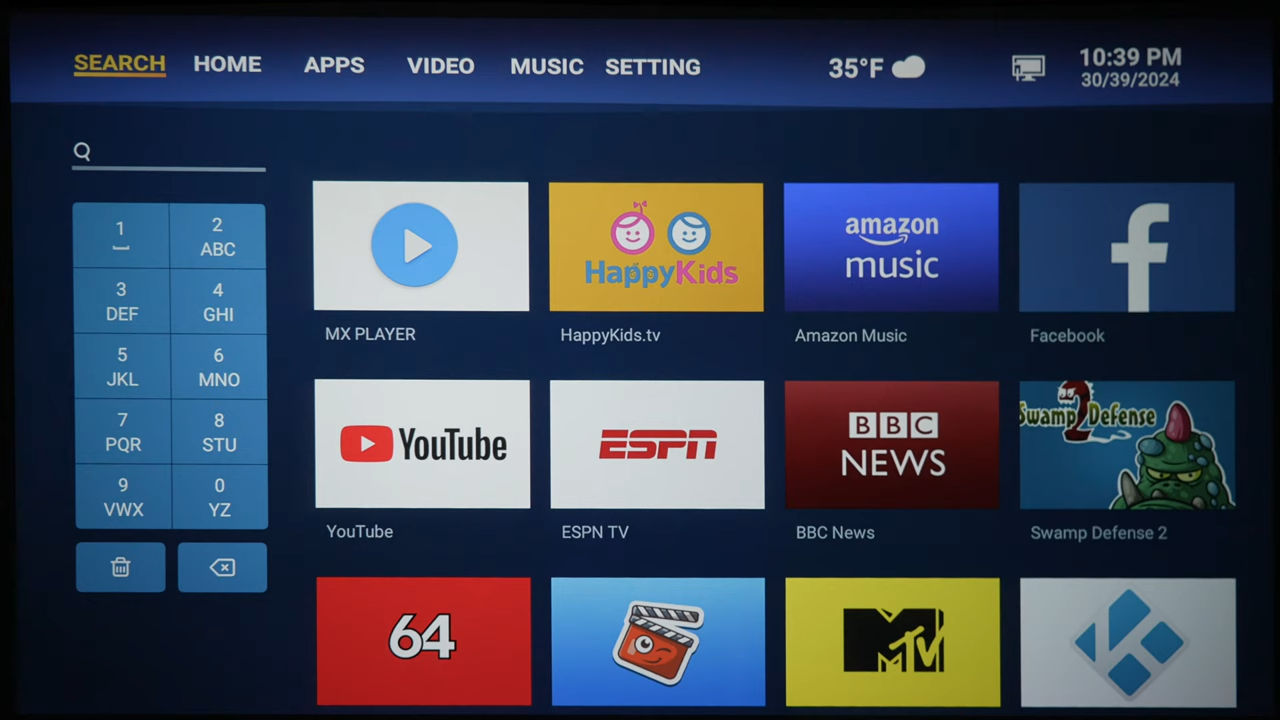 SEARCH HOME APPS VIDEO MUSIC SETTING 35°F 10:39 PM
30/39/2024
1
2
ABC
3
DEF
4
GHI
5
JKL
6
MNO
7
PQR
8
STU
9
VWX
0
YZ
HappyKids
amazon
music
f
MX PLAYER
HappyKids.tv
Amazon Music
Facebook
YouTube
ESPN
BBC
NEWS
Swamp 2 Defense
YouTube
ESPN TV
BBC News
Swamp Defense 2
64
MTV